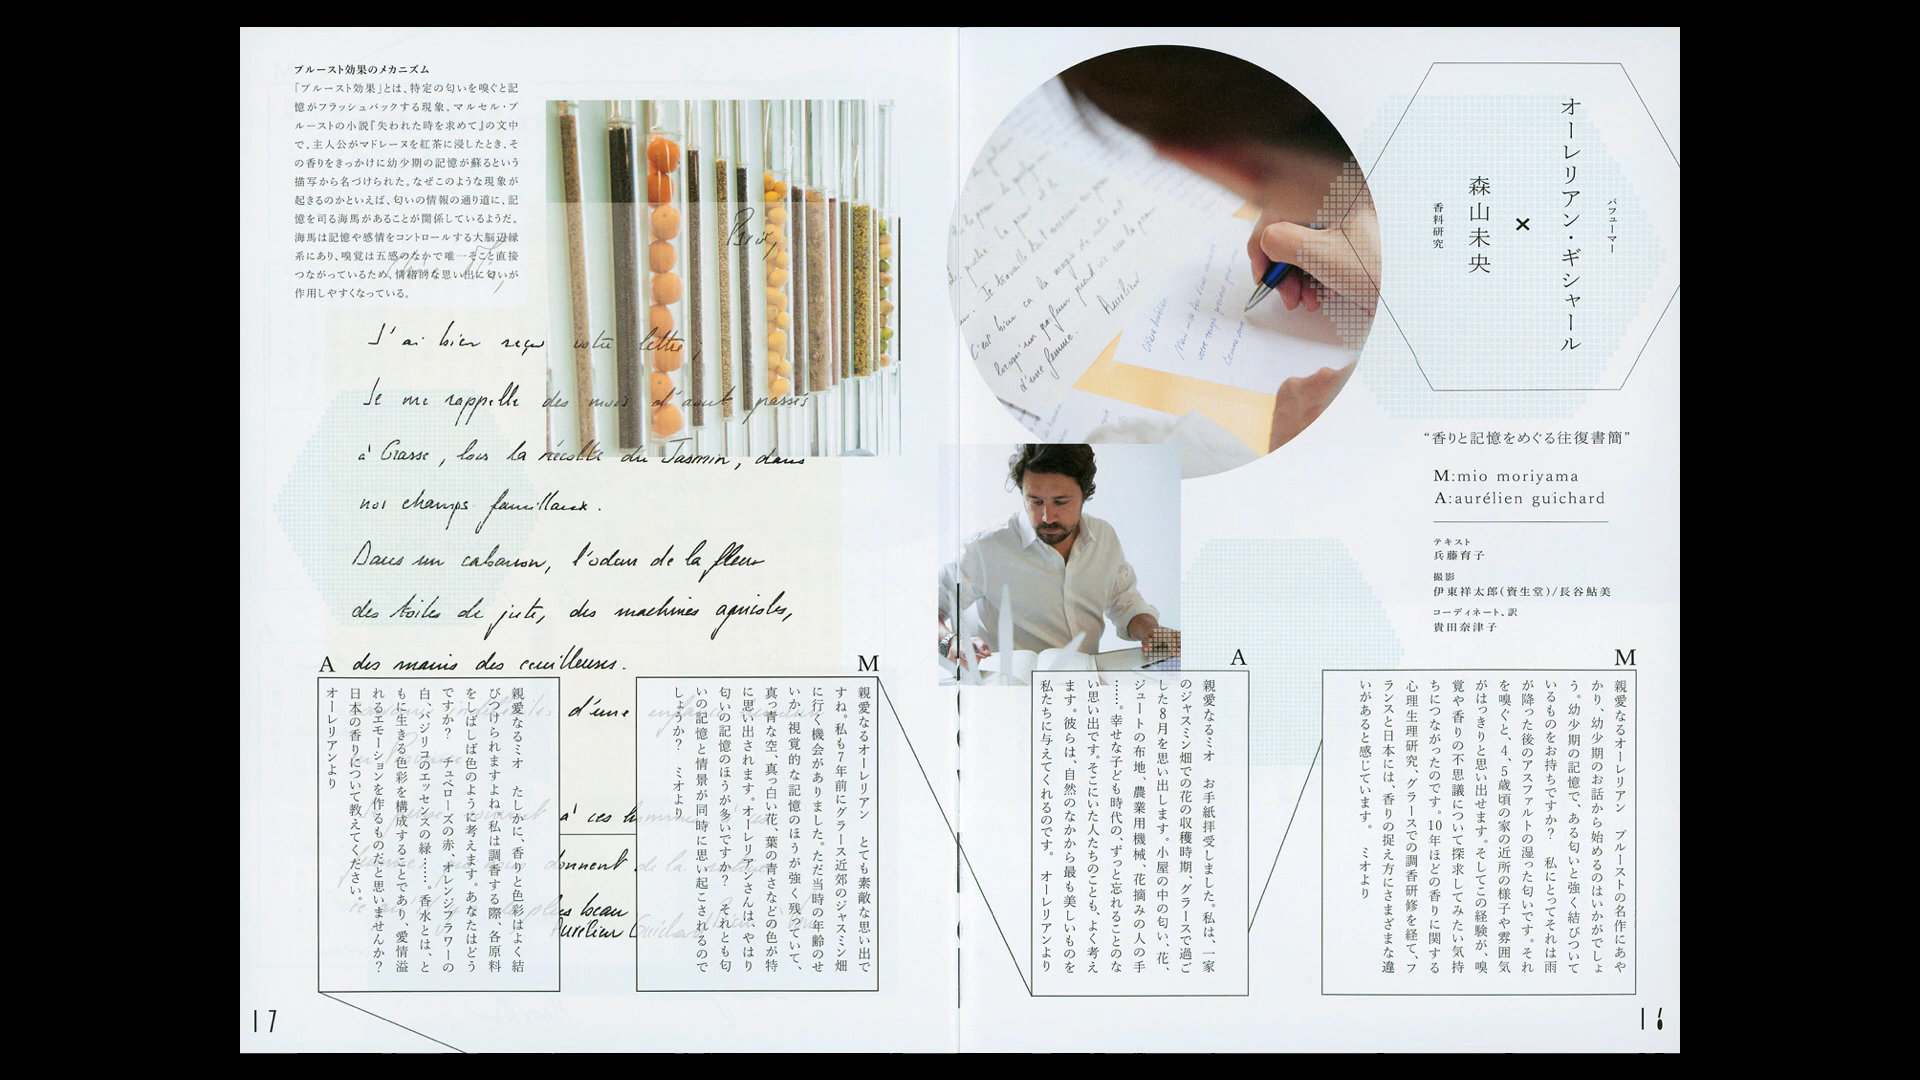 パフューマー
オーレリアン・ギシャール
×
森山未央
香料研究
“香りと記憶をめぐる往復書簡”
M:mio moriyama
A:aurélien guichard
テキスト
兵藤育子
撮影
伊東祥太郎(資生堂)/長谷鮎美
コーディネート、訳
貴田奈津子
M
親愛なるオーレリアン　プルーストの名作にあや
かり、幼少期のお話から始めるのはいかがでしょ
う。幼少期の記憶で、ある匂いと強く結びついて
いるものをお持ちですか?　私にとってそれは雨
が降った後のアスファルトの湿った匂いです。それ
を嗅ぐと、4、5歳頃の家の近所の様子や雰囲気
がはっきりと思い出せます。そしてこの経験が、嗅
覚や香りの不思議について探求してみたい気持
ちにつながったのです。10年ほどの香りに関する
心理生理研究、グラースでの調香研修を経て、フ
ランスと日本には、香りの捉え方にさまざまな違
いがあると感じています。　ミオより
A
親愛なるミオ　お手紙拝受しました。私は、一家
のジャスミン畑での花の収穫時期、グラースで過ご
した8月を思い出します。小屋の中の匂い、花、
ジュートの布地、農業用機械、花摘みの人の手
……。幸せな子ども時代の、ずっと忘れることのな
い思い出です。そこにいた人たちのことも、よく考え
ます。彼らは、自然のなかから最も美しいものを
私たちに与えてくれるのです。　オーレリアンより
16
プルースト効果のメカニズム
「プルースト効果」とは、特定の匂いを嗅ぐと記
憶がフラッシュバックする現象。マルセル・プ
ルーストの小説『失われた時を求めて』の文中
で、主人公がマドレーヌを紅茶に浸したとき、そ
の香りをきっかけに幼少期の記憶が蘇るという
描写から名づけられた。なぜこのような現象が
起きるのかといえば、匂いの情報の通り道に、記
憶を司る海馬があることが関係しているようだ。
海馬は記憶や感情をコントロールする大脳辺縁
系にあり、嗅覚は五感のなかで唯一そこと直接
つながっているため、情緒的な思い出に匂いが
作用しやすくなっている。
Paris,
J'ai bien reçu votre lettre,
Je me rappelle des mois d'août passés
à Grasse, lors la récolte du Jasmin, dans
nos champs familiaux.
Dans un cabanon, l'odeur de la fleur
des toiles de jute, des machines agricoles,
des mains des cueilleuses.
d'une
à ces
donnent
plus beau
Aurélien Guichard
M
親愛なるオーレリアン　とても素敵な思い出で
すね。私も7年前にグラース近郊のジャスミン畑
に行く機会がありました。ただ当時の年齢のせ
いか、視覚的な記憶のほうが強く残っていて、
真っ青な空、真っ白い花、葉の青さなどの色が特
に思い出されます。オーレリアンさんはやはり
匂いの記憶のほうが多いですか?　それとも匂
いの記憶と情景が同時に思い起こされるので
しょうか?　ミオより
A
親愛なるミオ　たしかに、香りと色彩はよく結
びつけられますよね。私は調香する際、各原料
をしばしば色のように考えます。あなたはどう
ですか?　チュベローズの赤、オレンジフラワーの
白、バジリコのエッセンスの緑……。香水とは、と
もに生きる色彩を構成することであり、愛情溢
れるエモーションを作るものだと思いませんか?
日本の香りについて教えてください。
オーレリアンより
17